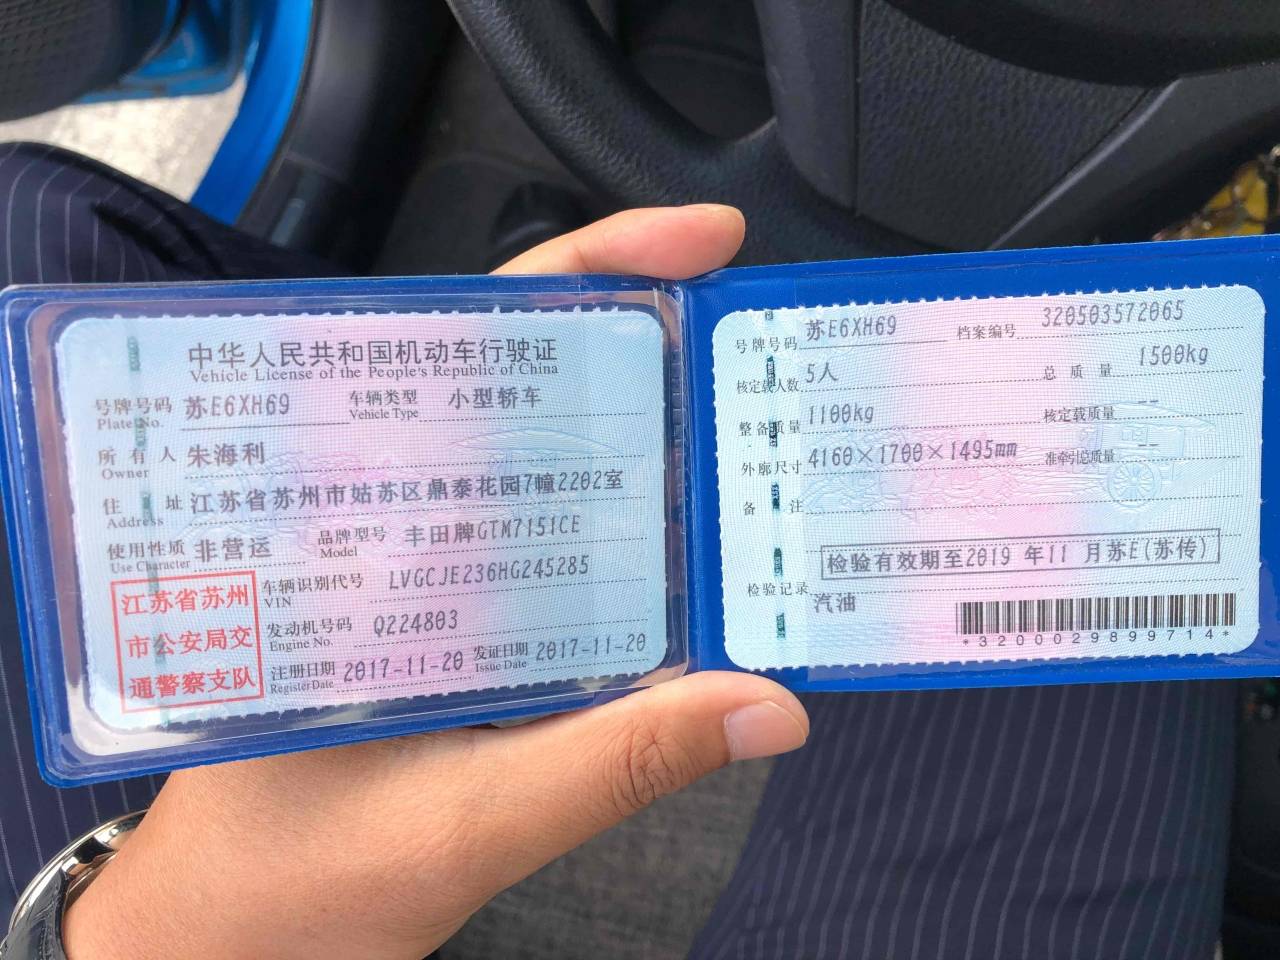 中华人民共和国机动车行驶证
Vehicle License of the People's Republic of China
号牌号码 苏E6XH69 车辆类型 小型轿车
Plate No. Vehicle Type
所有人 朱海利
Owner
住址 江苏省苏州市姑苏区鼎泰花园7幢2202室
Address
使用性质 非营运 品牌型号 丰田牌GTM7151CE
Use Character Model
江苏省苏州
市公安局交
通警察支队
车辆识别代号 LVGCJE236HG245285
VIN
发动机号码 Q224803
Engine No.
注册日期 2017-11-20 发证日期 2017-11-20
Register Date Issue Date
号牌号码 苏E6XH69 档案编号 320503572065
核定载人数 5人 总质量 1500kg
整备质量 1100kg 核定载质量 --
外廓尺寸 4160×1700×1495mm 准牵引总质量 --
备注
检验有效期至2019 年11 月苏E(苏传)
检验记录
汽油
*3200029899714*